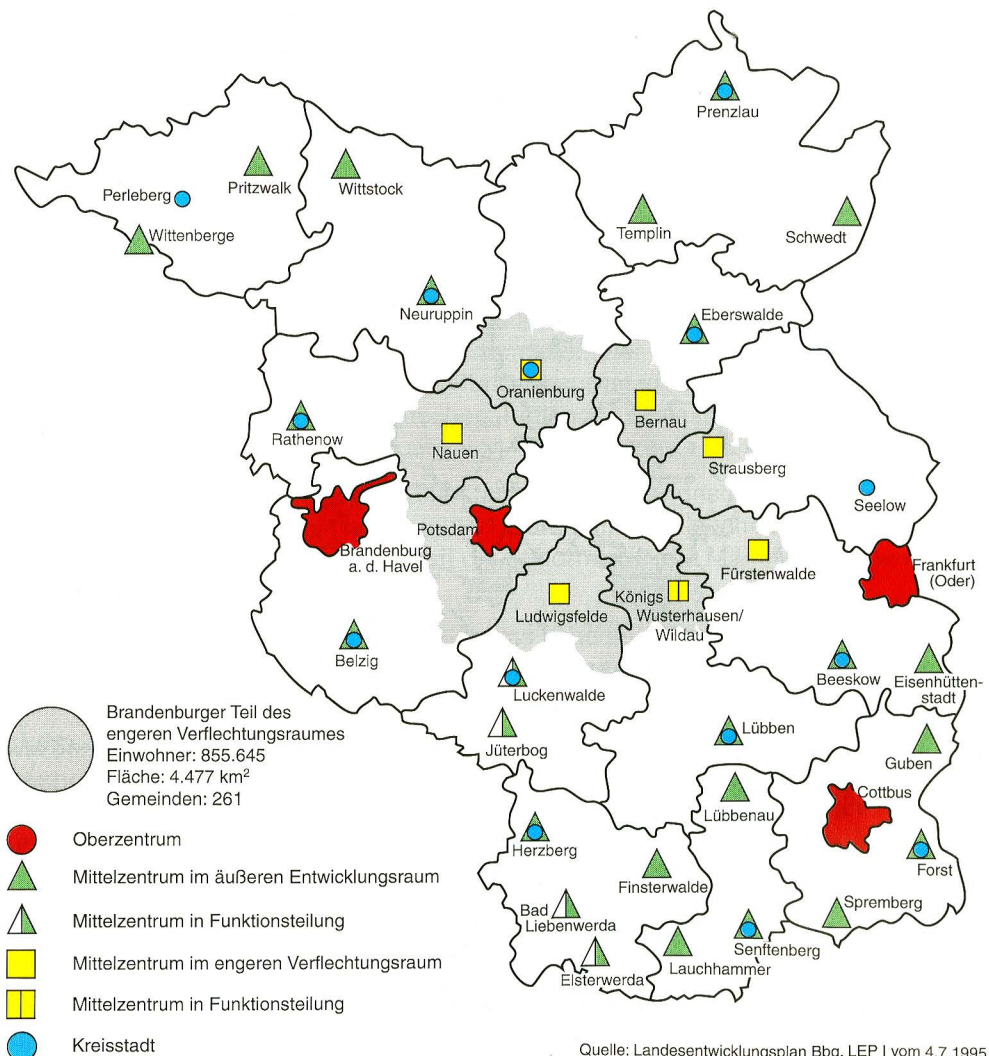 Prenzlau
Perleberg
Pritzwalk
Wittstock
Wittenberge
Templin
Schwedt
Neuruppin
Eberswalde
Oranienburg
Bernau
Rathenow
Nauen
Strausberg
Seelow
Potsdam
Brandenburg
a. d. Havel
Fürstenwalde
Frankfurt
(Oder)
Ludwigsfelde
Königs
Wusterhausen/
Wildau
Belzig
Luckenwalde
Beeskow
Eisenhütten-
stadt
Jüterbog
Lübben
Guben
Lübbenau
Cottbus
Herzberg
Finsterwalde
Forst
Bad
Liebenwerda
Spremberg
Elsterwerda
Lauchhammer
Senftenberg
Brandenburger Teil des
engeren Verflechtungsraumes
Einwohner: 855.645
Fläche: 4.477 km²
Gemeinden: 261
Oberzentrum
Mittelzentrum im äußeren Entwicklungsraum
Mittelzentrum in Funktionsteilung
Mittelzentrum im engeren Verflechtungsraum
Mittelzentrum in Funktionsteilung
Kreisstadt
Quelle: Landesentwicklungsplan Bbg. LEP I vom 4.7.1995